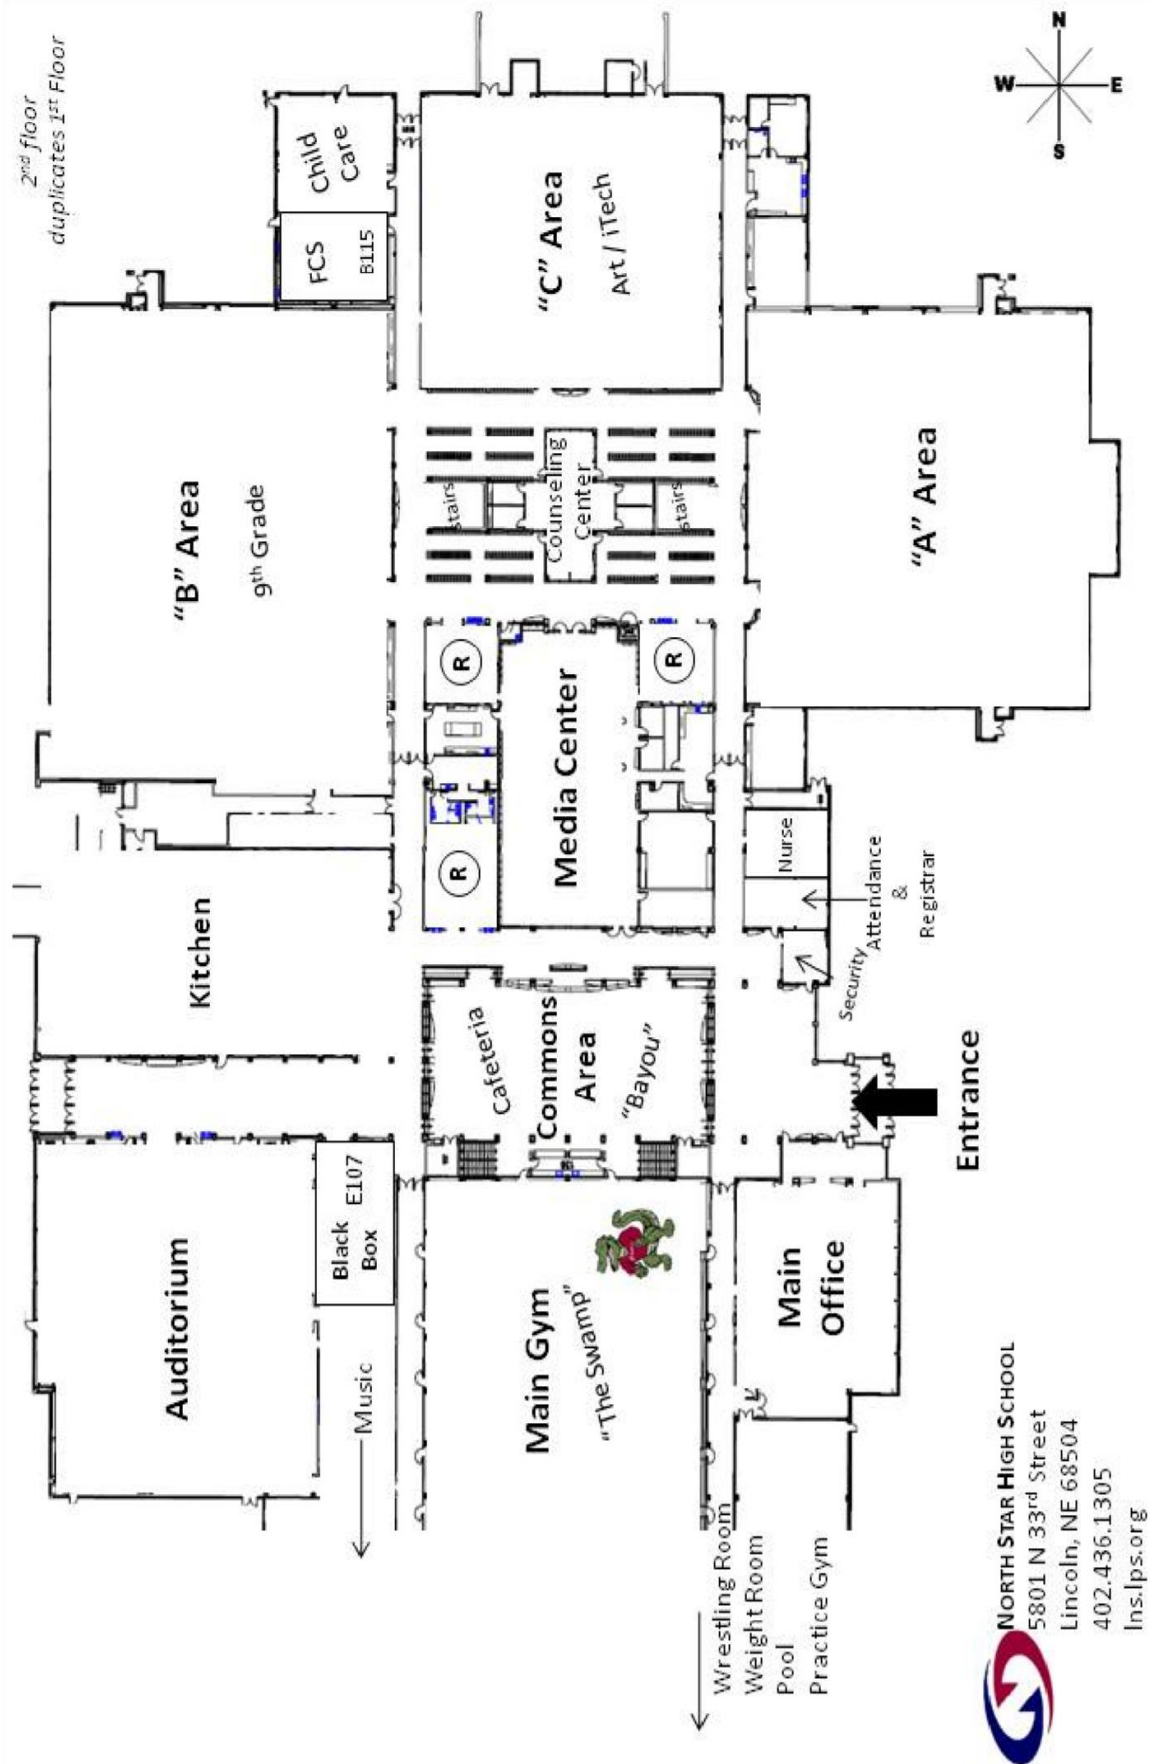 2nd floor
duplicates 1st Floor
N
W
E
S
Child
Care
FCS
B115
"C" Area
Art / iTech
"B" Area
9th Grade
stairs
Counseling
Center
stairs
"A" Area
R
R
Media Center
R
Kitchen
Nurse
Attendance
&
Registrar
Security
Cafeteria
Commons
Area
"Bayou"
Entrance
Auditorium
Black
Box
E107
Music
Main Gym
"The Swamp"
Main
Office
Wrestling Room
Weight Room
Pool
Practice Gym
NORTH STAR HIGH SCHOOL
5801 N 33rd Street
Lincoln, NE 68504
402.436.1305
lns.lps.org